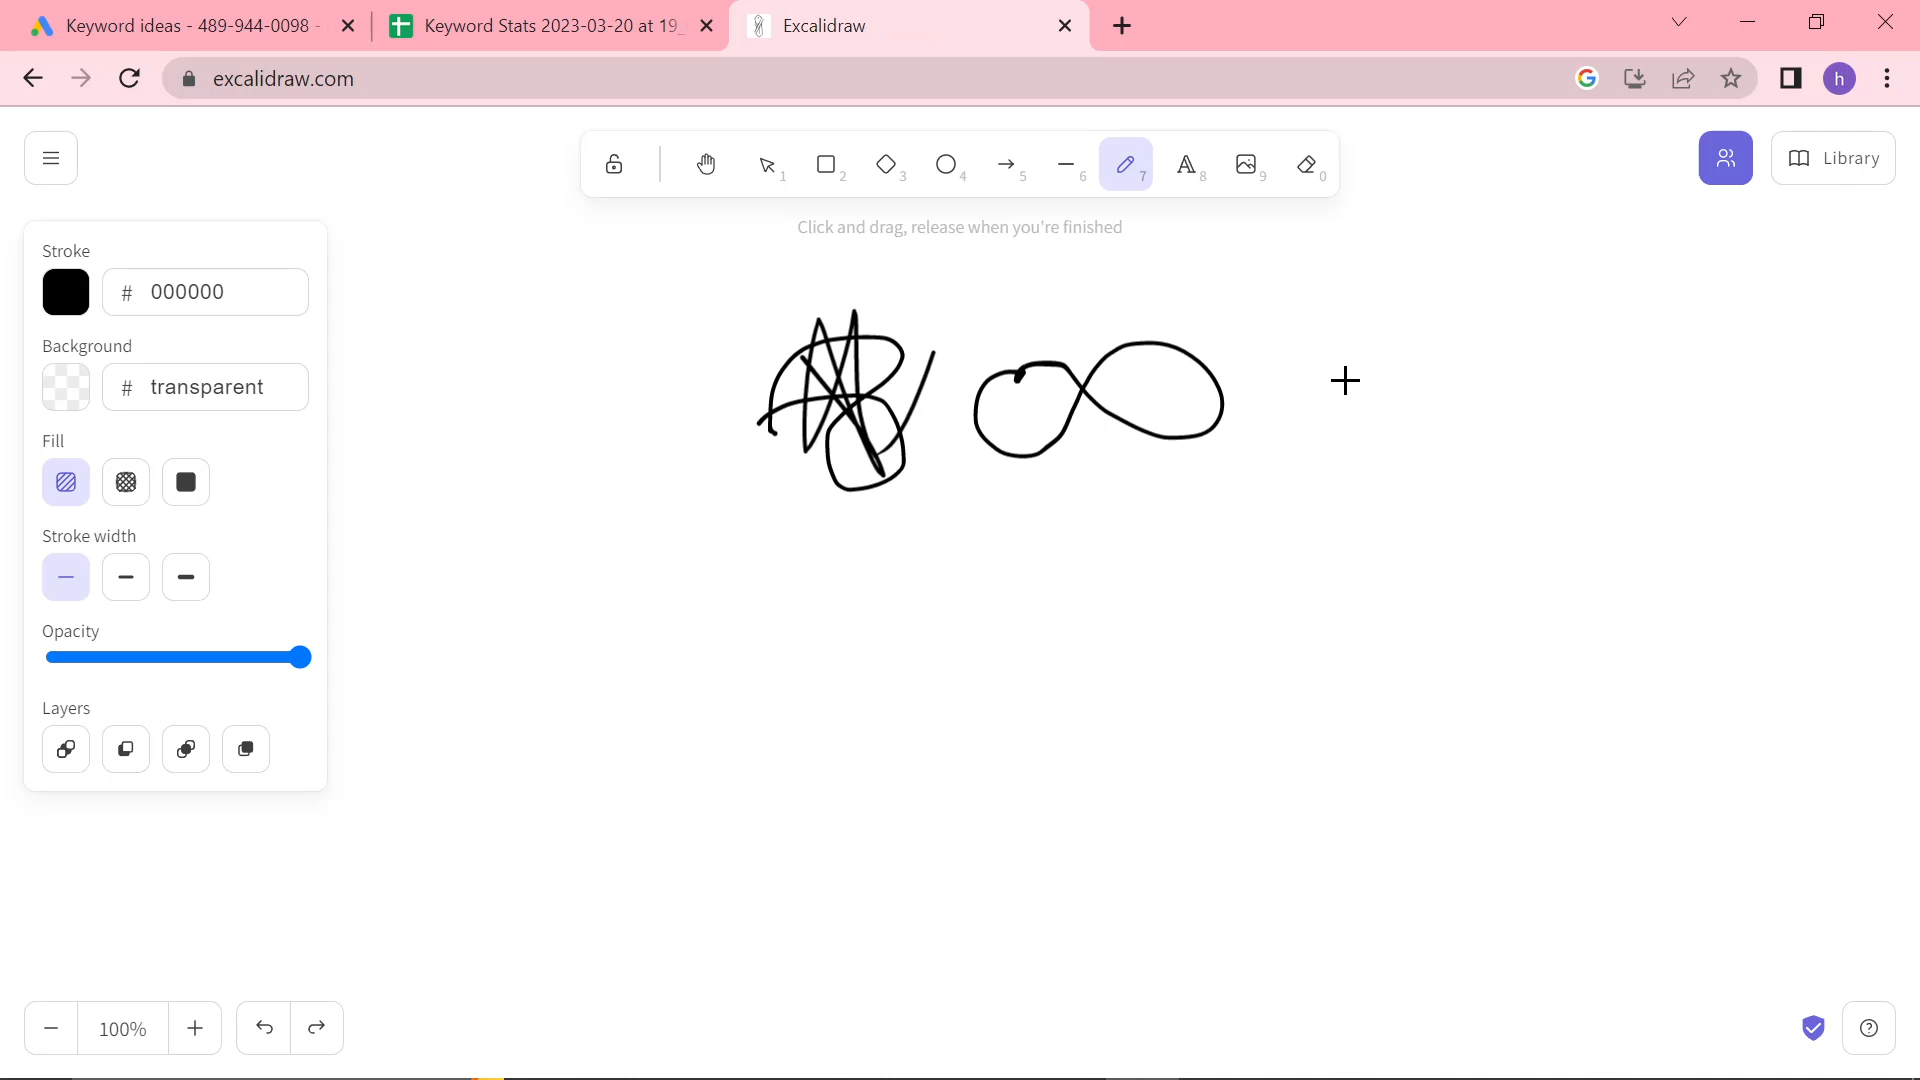 Keyword ideas - 489-944-0098 -
Keyword Stats 2023-03-20 at 19_
Excalidraw
excalidraw.com
h
1
2
3
4
5
6
7
A 8
9
0
Library
Click and drag, release when you're finished
Stroke
# 000000
Background
# transparent
Fill
Stroke width
Opacity
Layers
100%